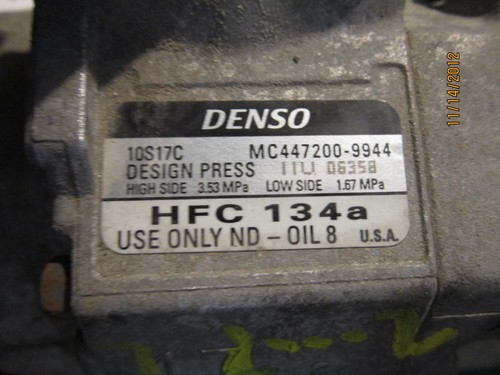 DENSO
10S17C MC447200-9944
DESIGN PRESS 11U 06358
HIGH SIDE 3.53 MPa LOW SIDE 1.67 MPa
HFC 134a
USE ONLY ND-OIL 8 U.S.A.
11/14/2012